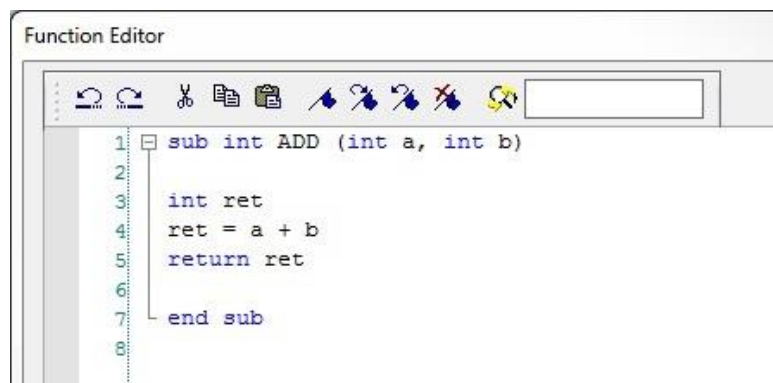 Function Editor
1 sub int ADD (int a, int b)
2
3 int ret
4 ret = a + b
5 return ret
6
7 end sub
8